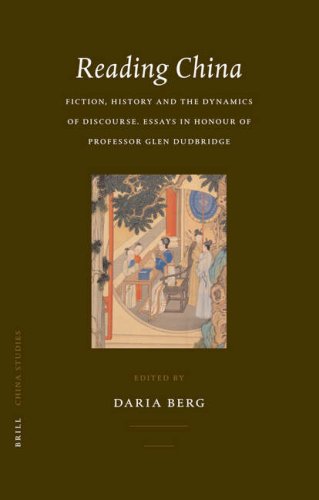 Reading China
FICTION, HISTORY AND THE DYNAMICS
OF DISCOURSE. ESSAYS IN HONOUR OF
PROFESSOR GLEN DUDBRIDGE
EDITED BY
DARIA BERG
BRILL
CHINA STUDIES